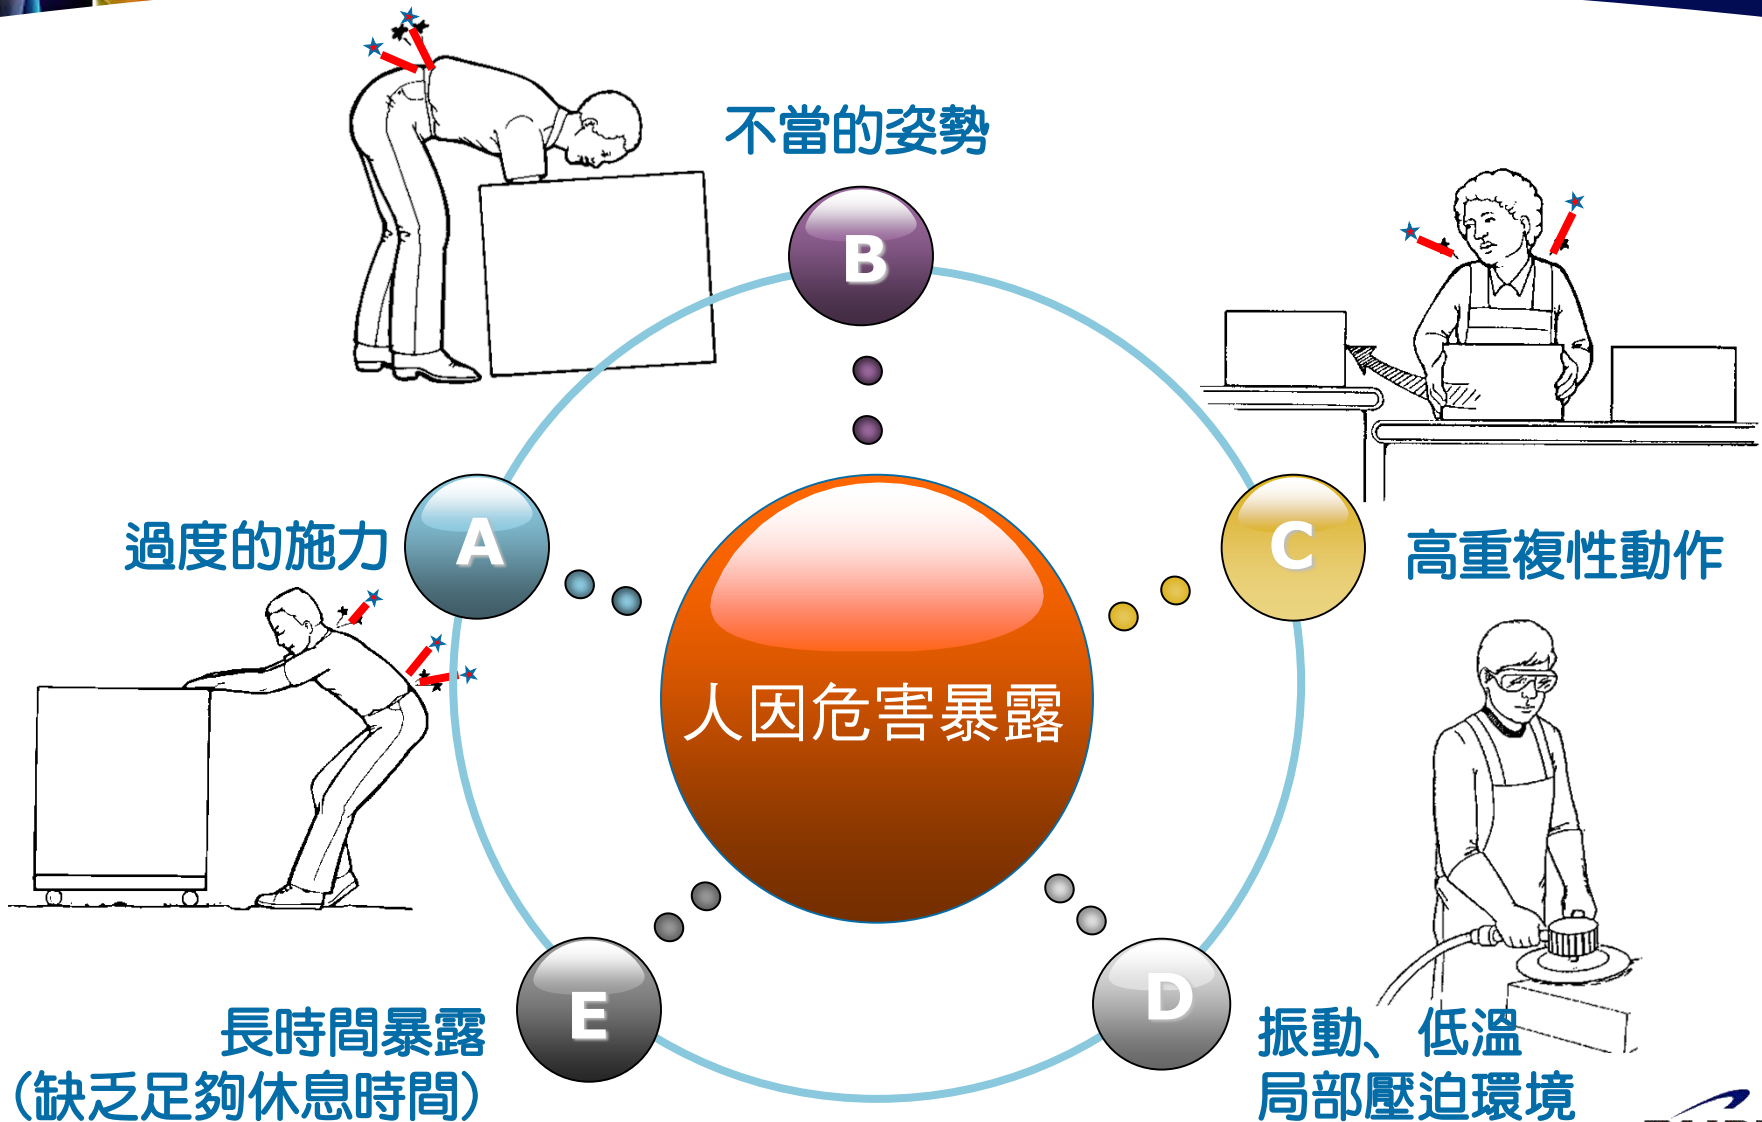 不當的姿勢
B
A
過度的施力
C
高重複性動作
人因危害暴露
E
長時間暴露
(缺乏足夠休息時間)
D
振動、低溫
局部壓迫環境